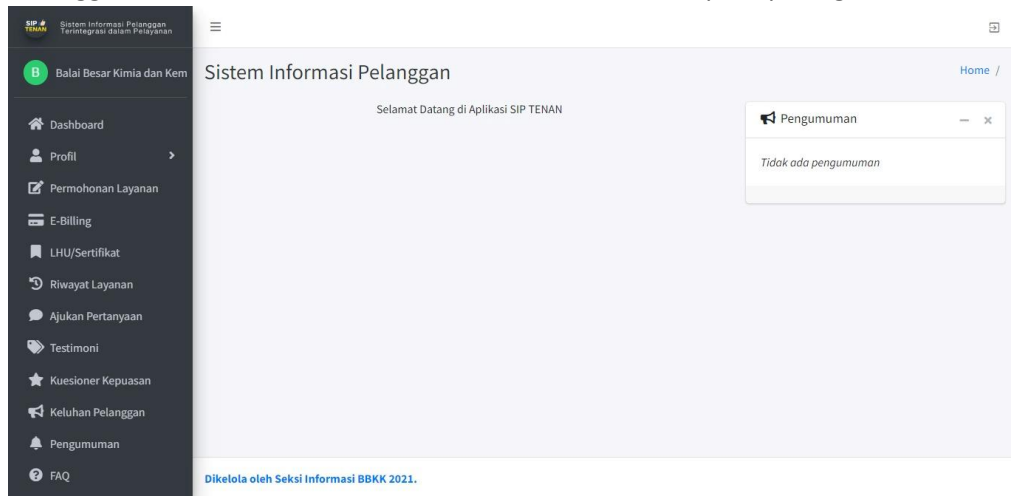 SIP
TENAN
Sistem Informasi Pelanggan
Terintegrasi dalam Pelayanan
B
Balai Besar Kimia dan Kem
Dashboard
Profil
Permohonan Layanan
E-Billing
LHU/Sertifikat
Riwayat Layanan
Ajukan Pertanyaan
Testimoni
Kuesioner Kepuasan
Keluhan Pelanggan
Pengumuman
FAQ
Sistem Informasi Pelanggan
Home /
Selamat Datang di Aplikasi SIP TENAN
Pengumuman
Tidak ada pengumuman
Dikelola oleh Seksi Informasi BBKK 2021.